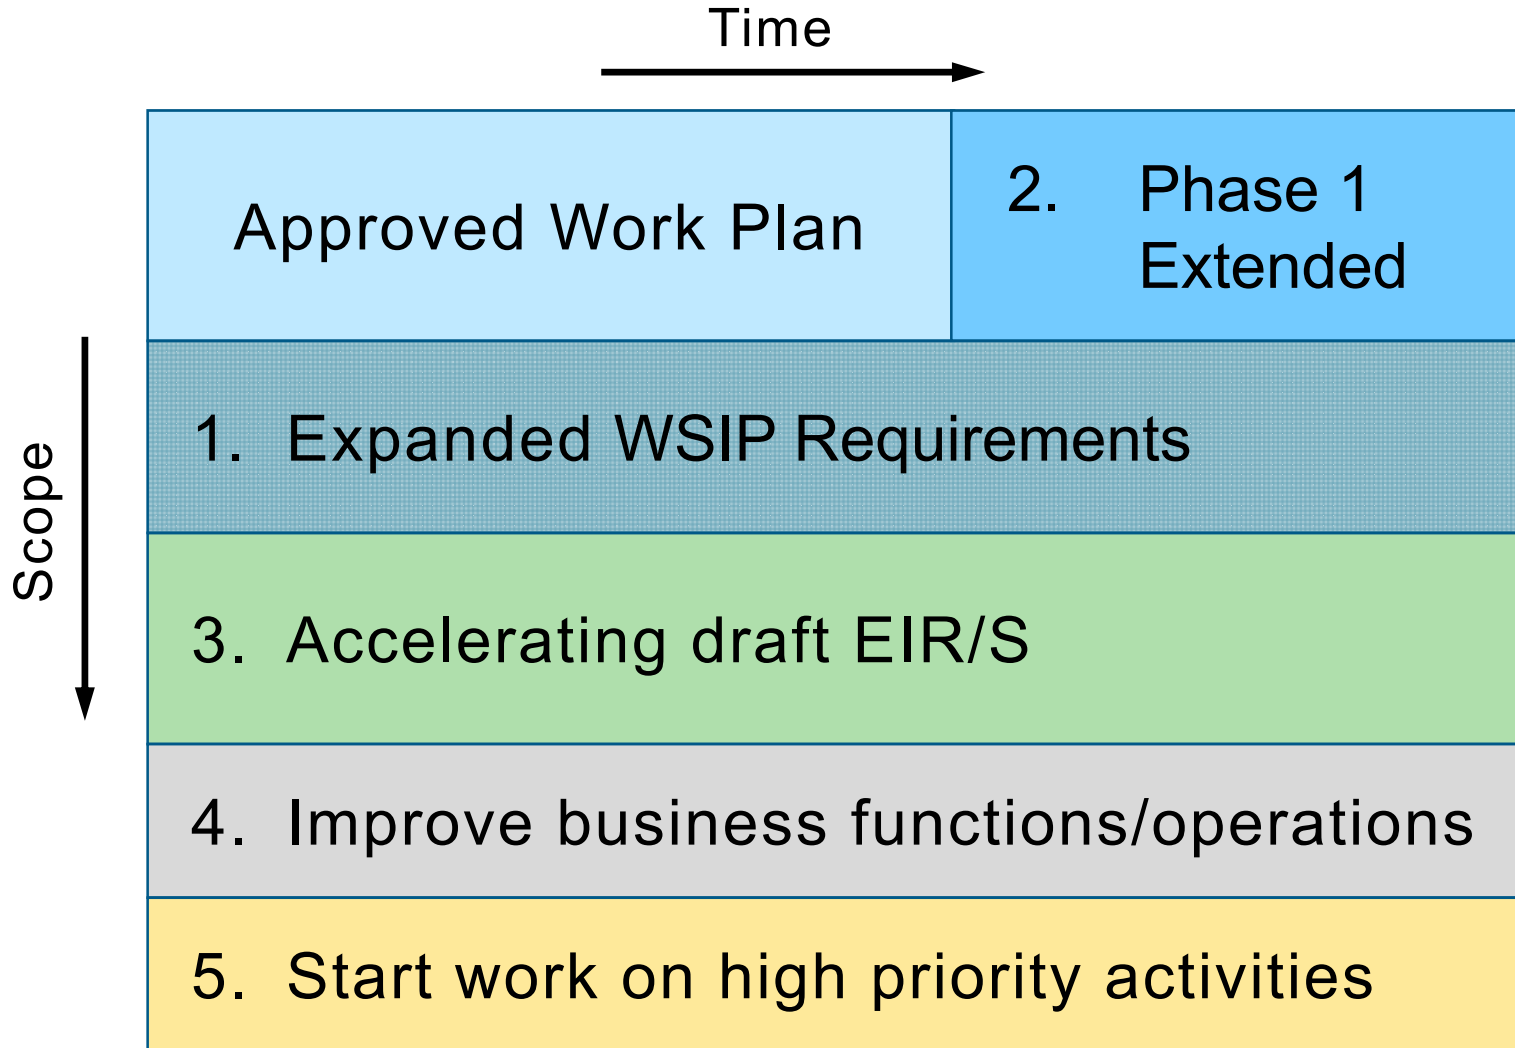 Time
Approved Work Plan
2. Phase 1
Extended
Scope
1. Expanded WSIP Requirements
3. Accelerating draft EIR/S
4. Improve business functions/operations
5. Start work on high priority activities